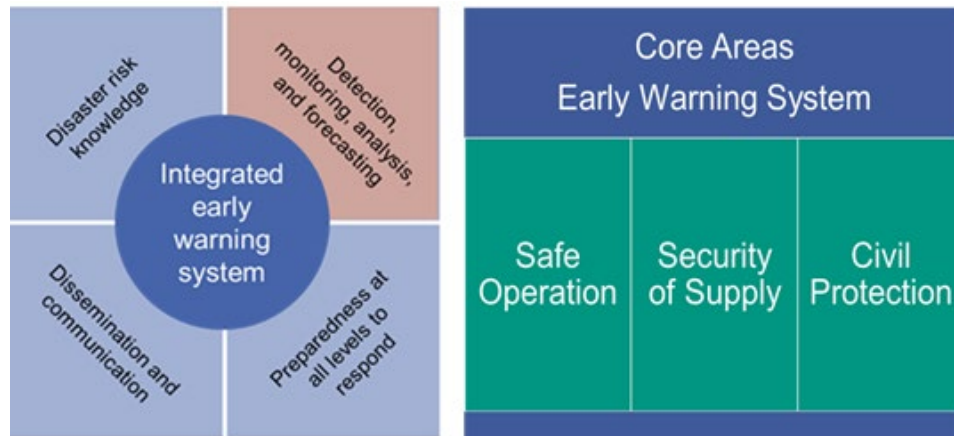 Disaster risk
knowledge
Detection,
monitoring, analysis,
and forecasting
Integrated
early
warning
system
Dissemination and
communication
Preparedness at
all levels to
respond
Core Areas
Early Warning System
Safe
Operation
Security
of Supply
Civil
Protection